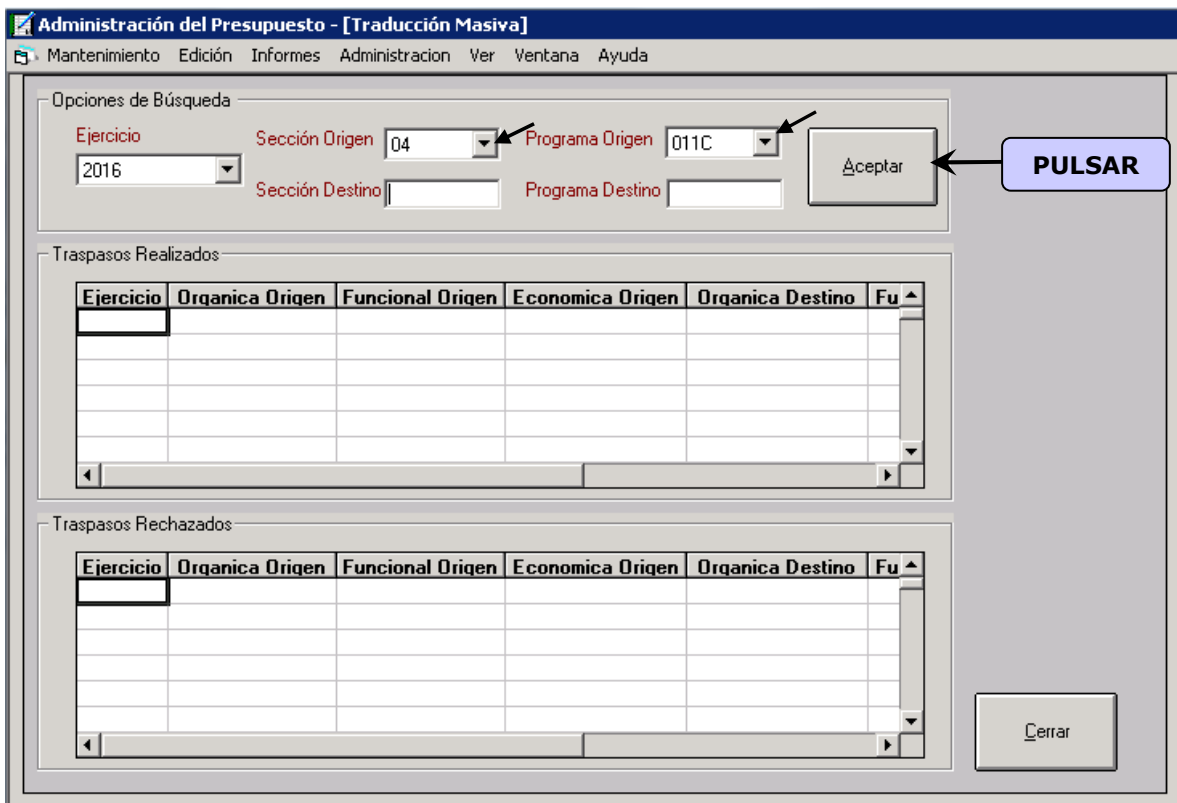 Administración del Presupuesto - [Traducción Masiva]
Mantenimiento Edición Informes Administracion Ver Ventana Ayuda
Opciones de Búsqueda
Ejercicio Sección Origen 04 Programa Origen 011C
2016 Aceptar PULSAR
Sección Destino Programa Destino
Traspasos Realizados
Ejercicio Organica Origen Funcional Origen Economica Origen Organica Destino Fu
Traspasos Rechazados
Ejercicio Organica Origen Funcional Origen Economica Origen Organica Destino Fu
Cerrar